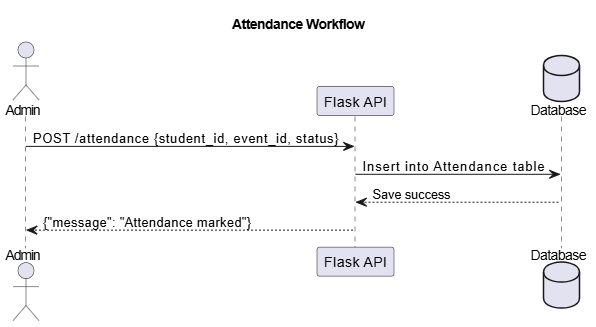 Attendance Workflow
Admin
Flask API
Database
POST /attendance {student_id, event_id, status}
Insert into Attendance table
Save success
{"message": "Attendance marked"}
Admin
Flask API
Database